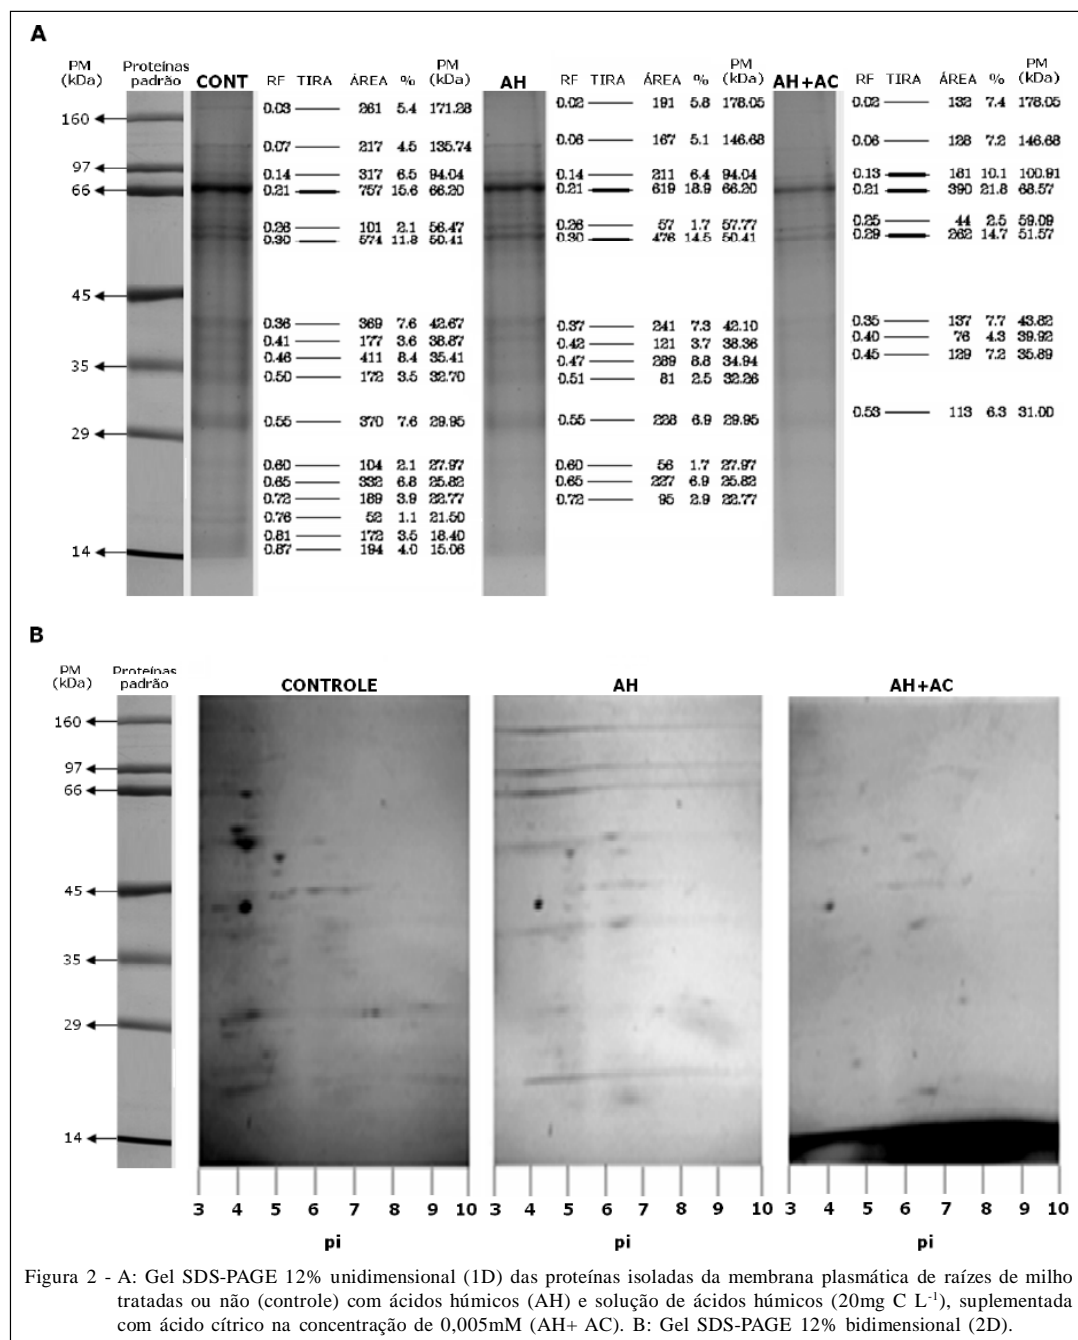 A
PM (kDa) Proteínas padrão CONT RF TIRA ÁREA % PM (kDa) AH RF TIRA ÁREA % PM (kDa) AH+AC RF TIRA ÁREA % PM (kDa)
160
97
66
45
35
29
14
0.03 261 5.4 171.28
0.07 217 4.5 135.74
0.14 317 6.5 94.04
0.21 757 15.6 66.20
0.26 101 2.1 56.47
0.30 574 11.8 50.41
0.36 369 7.6 42.67
0.41 177 3.6 38.87
0.46 411 8.4 35.41
0.50 172 3.5 32.70
0.55 370 7.6 29.95
0.60 104 2.1 27.97
0.65 332 6.8 25.82
0.72 189 3.9 22.77
0.76 52 1.1 21.50
0.81 172 3.5 18.40
0.87 194 4.0 15.06
0.02 191 5.8 178.05
0.06 167 5.1 146.68
0.14 211 6.4 94.04
0.21 619 18.9 66.20
0.26 57 1.7 57.77
0.30 476 14.5 50.41
0.37 241 7.3 42.10
0.42 121 3.7 38.36
0.47 289 8.8 34.94
0.51 81 2.5 32.26
0.55 228 6.9 29.95
0.60 56 1.7 27.97
0.65 227 6.9 25.82
0.72 95 2.9 22.77
0.02 132 7.4 178.05
0.06 128 7.2 146.68
0.13 181 10.1 100.91
0.21 390 21.8 68.57
0.25 44 2.5 59.09
0.29 262 14.7 51.57
0.35 137 7.7 43.82
0.40 76 4.3 39.92
0.45 129 7.2 35.89
0.53 113 6.3 31.00
B
PM (kDa) Proteínas padrão CONTROLE AH AH+AC
160
97
66
45
35
29
14
3 4 5 6 7 8 9 10 3 4 5 6 7 8 9 10 3 4 5 6 7 8 9 10
pi pi pi
Figura 2 - A: Gel SDS-PAGE 12% unidimensional (1D) das proteínas isoladas da membrana plasmática de raízes de milho
tratadas ou não (controle) com ácidos húmicos (AH) e solução de ácidos húmicos (20mg C L⁻¹), suplementada
com ácido cítrico na concentração de 0,005mM (AH+ AC). B: Gel SDS-PAGE 12% bidimensional (2D).